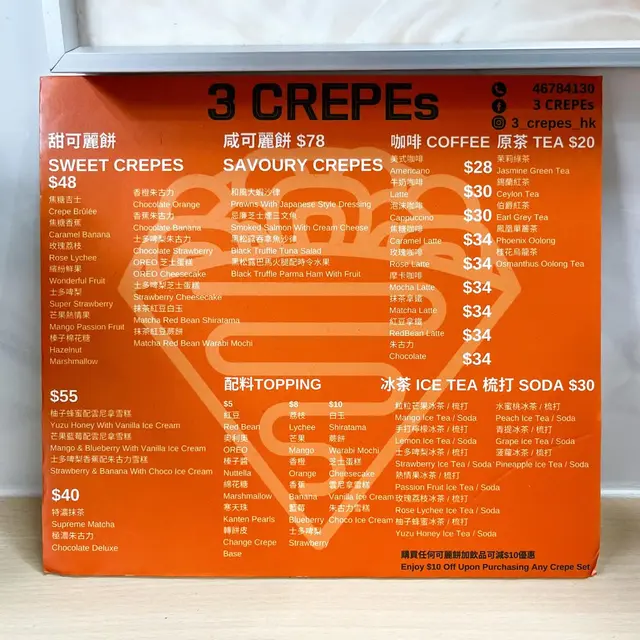 3 CREPEs
46784130
3 CREPEs
3_crepes_hk
甜可麗餅
SWEET CREPES
$48
焦糖吉士
Crepe Brûlée
焦糖香蕉
Caramel Banana
玫瑰荔枝
Rose Lychee
繽紛鮮果
Wonderful Fruit
士多啤梨
Super Strawberry
芒果熱情果
Mango Passion Fruit
榛子棉花糖
Hazelnut
Marshmallow
香橙朱古力
Chocolate Orange
香蕉朱古力
Chocolate Banana
士多啤梨朱古力
Chocolate Strawberry
OREO 芝士蛋糕
OREO Cheesecake
士多啤梨芝士蛋糕
Strawberry Cheesecake
抹茶紅豆白玉
Matcha Red Bean Shiratama
抹茶紅豆蕨餅
Matcha Red Bean Warabi Mochi
$55
柚子蜂蜜配雲尼拿雪糕
Yuzu Honey With Vanilla Ice Cream
芒果藍莓配雲尼拿雪糕
Mango & Blueberry With Vanilla Ice Cream
士多啤梨香蕉配朱古力雪糕
Strawberry & Banana With Choco Ice Cream
$40
特濃抹茶
Supreme Matcha
極濃朱古力
Chocolate Deluxe
咸可麗餅 $78
SAVOURY CREPES
和風大蝦沙律
Prawns With Japanese Style Dressing
忌廉芝士煙三文魚
Smoked Salmon With Cream Cheese
黑松露吞拿魚沙律
Black Truffle Tuna Salad
黑松露巴馬火腿配時令水果
Black Truffle Parma Ham With Fruit
配料TOPPING
$5
紅豆
Red Bean
奧利奧
OREO
榛子醬
Nutella
棉花糖
Marshmallow
寒天珠
Kanten Pearls
轉餅皮
Change Crepe
Base
$8
荔枝
Lychee
芒果
Mango
香橙
Orange
香蕉
Banana
藍莓
Blueberry
士多啤梨
Strawberry
$10
白玉
Shiratama
蕨餅
Warabi Mochi
芝士蛋糕
Cheesecake
雲尼拿雪糕
Vanilla Ice Cream
朱古力雪糕
Choco Ice Cream
咖啡 COFFEE
美式咖啡
Americano $28
牛奶咖啡
Latte $30
泡沫咖啡
Cappuccino $30
焦糖咖啡
Caramel Latte $34
玫瑰咖啡
Rose Latte $34
摩卡咖啡
Mocha Latte $34
抹茶拿鐵
Matcha Latte $34
紅豆拿鐵
RedBean Latte $34
朱古力
Chocolate $34
原茶 TEA $20
茉莉綠茶
Jasmine Green Tea
錫蘭紅茶
Ceylon Tea
伯爵紅茶
Earl Grey Tea
鳳凰單叢茶
Phoenix Oolong
桂花烏龍茶
Osmanthus Oolong Tea
冰茶 ICE TEA 梳打 SODA $30
粒粒芒果冰茶 / 梳打
Mango Ice Tea / Soda
手打檸檬冰茶 / 梳打
Lemon Ice Tea / Soda
士多啤梨冰茶 / 梳打
Strawberry Ice Tea / Soda
熱情果冰茶 / 梳打
Passion Fruit Ice Tea / Soda
玫瑰荔枝冰茶 / 梳打
Rose Lychee Ice Tea / Soda
柚子蜂蜜冰茶 / 梳打
Yuzu Honey Ice Tea / Soda
水蜜桃冰茶 / 梳打
Peach Ice Tea / Soda
青提冰茶 / 梳打
Grape Ice Tea / Soda
菠蘿冰茶 / 梳打
Pineapple Ice Tea / Soda
購買任何可麗餅加飲品可減$10優惠
Enjoy $10 Off Upon Purchasing Any Crepe Set